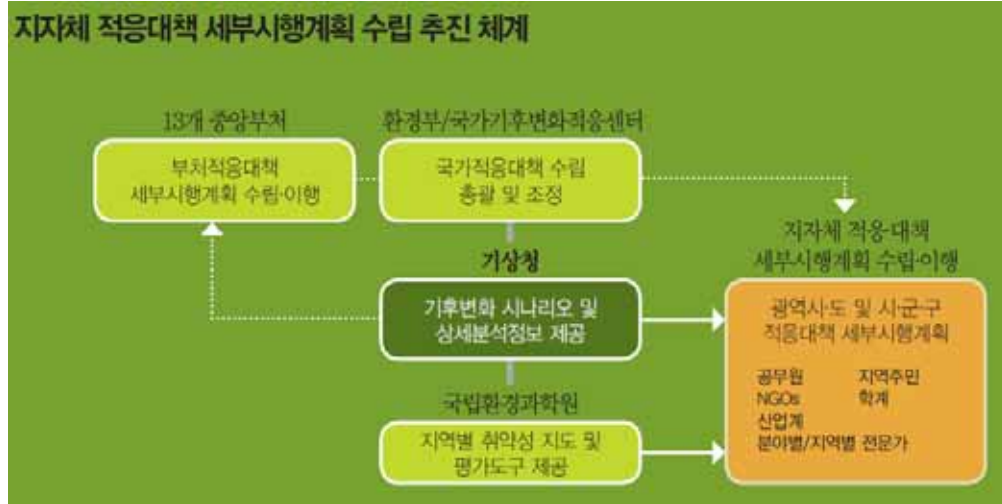 지자체 적응대책 세부시행계획 수립 추진 체계
13개 중앙부처
부처적응대책
세부시행계획 수립·이행
환경부/국가기후변화적응센터
국가적응대책 수립
총괄 및 조정
기상청
기후변화 시나리오 및
상세분석정보 제공
국립환경과학원
지역별 취약성 지도 및
평가도구 제공
지자체 적응·대책
세부시행계획 수립·이행
광역시·도 및 시·군·구
적응대책 세부시행계획
공무원 지역주민
NGOs 학계
산업계
분야별/지역별 전문가